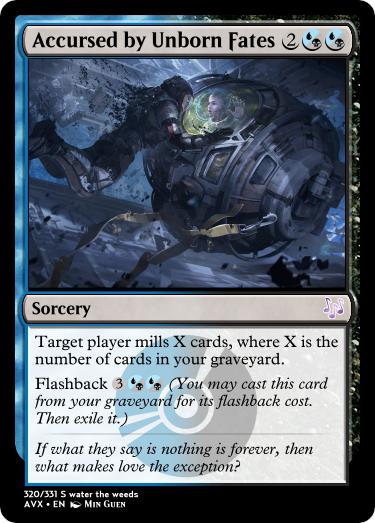 Accursed by Unborn Fates 2
Sorcery
Target player mills X cards, where X is the
number of cards in your graveyard.
Flashback 3 (You may cast this card
from your graveyard for its flashback cost.
Then exile it.)
If what they say is nothing is forever, then
what makes love the exception?
320/331 S water the weeds
AVX • EN Min Guen